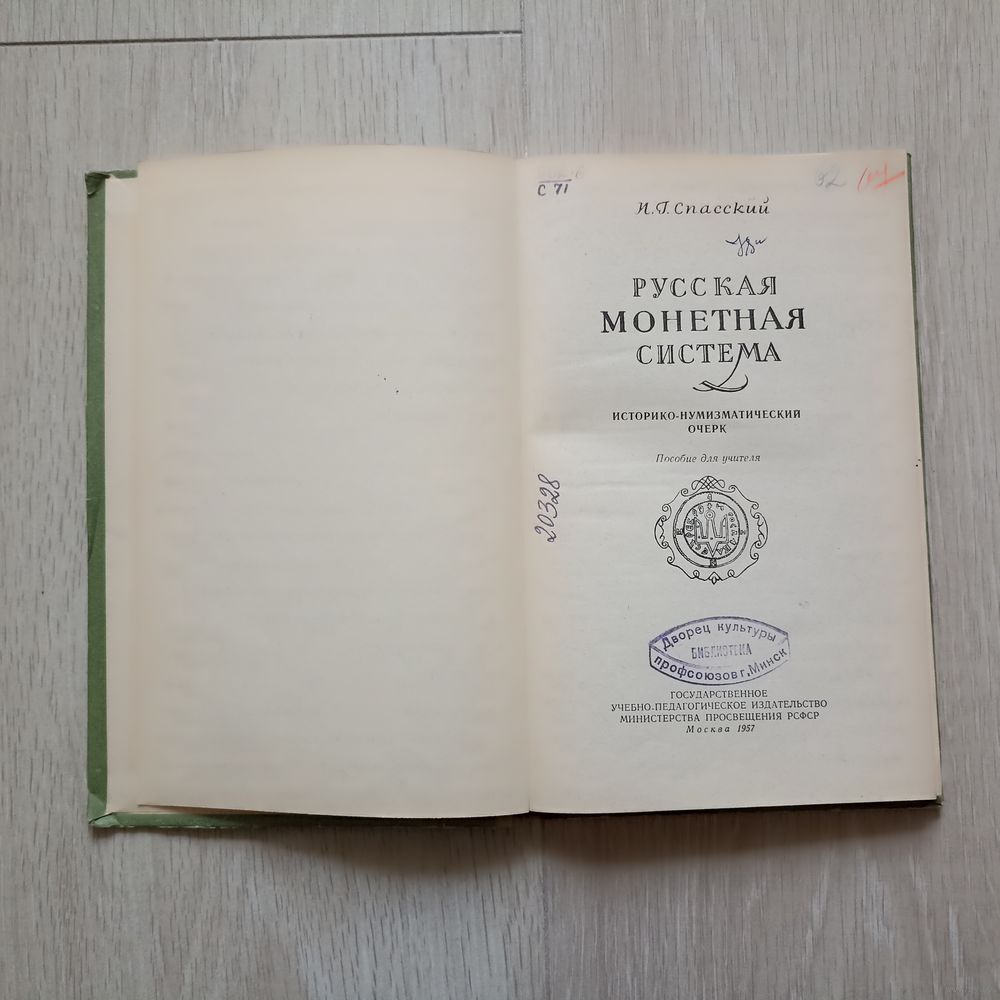 С 71
32
И.Г. Спасский
РУССКАЯ
МОНЕТНАЯ
СИСТЕМА
ИСТОРИКО-НУМИЗМАТИЧЕСКИЙ
ОЧЕРК
Пособие для учителя
20328
Дворец культуры
БИБЛИОТЕКА
профсоюзов г. Минск
ГОСУДАРСТВЕННОЕ
УЧЕБНО-ПЕДАГОГИЧЕСКОЕ ИЗДАТЕЛЬСТВО
МИНИСТЕРСТВА ПРОСВЕЩЕНИЯ РСФСР
Москва 1957